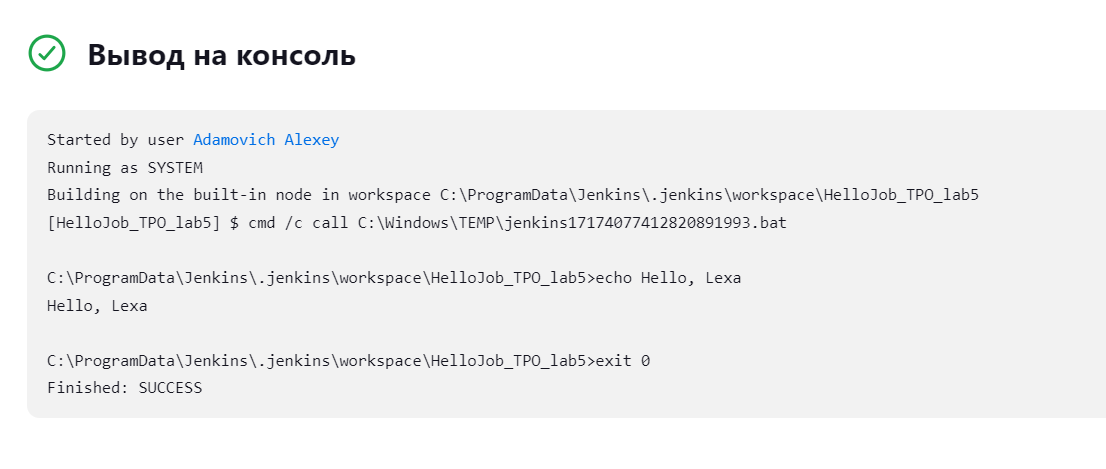 Вывод на консоль
Started by user Adamovich Alexey
Running as SYSTEM
Building on the built-in node in workspace C:\ProgramData\Jenkins\.jenkins\workspace\HelloJob_TPO_lab5
[HelloJob_TPO_lab5] $ cmd /c call C:\Windows\TEMP\jenkins17174077412820891993.bat
C:\ProgramData\Jenkins\.jenkins\workspace\HelloJob_TPO_lab5>echo Hello, Lexa
Hello, Lexa
C:\ProgramData\Jenkins\.jenkins\workspace\HelloJob_TPO_lab5>exit 0
Finished: SUCCESS